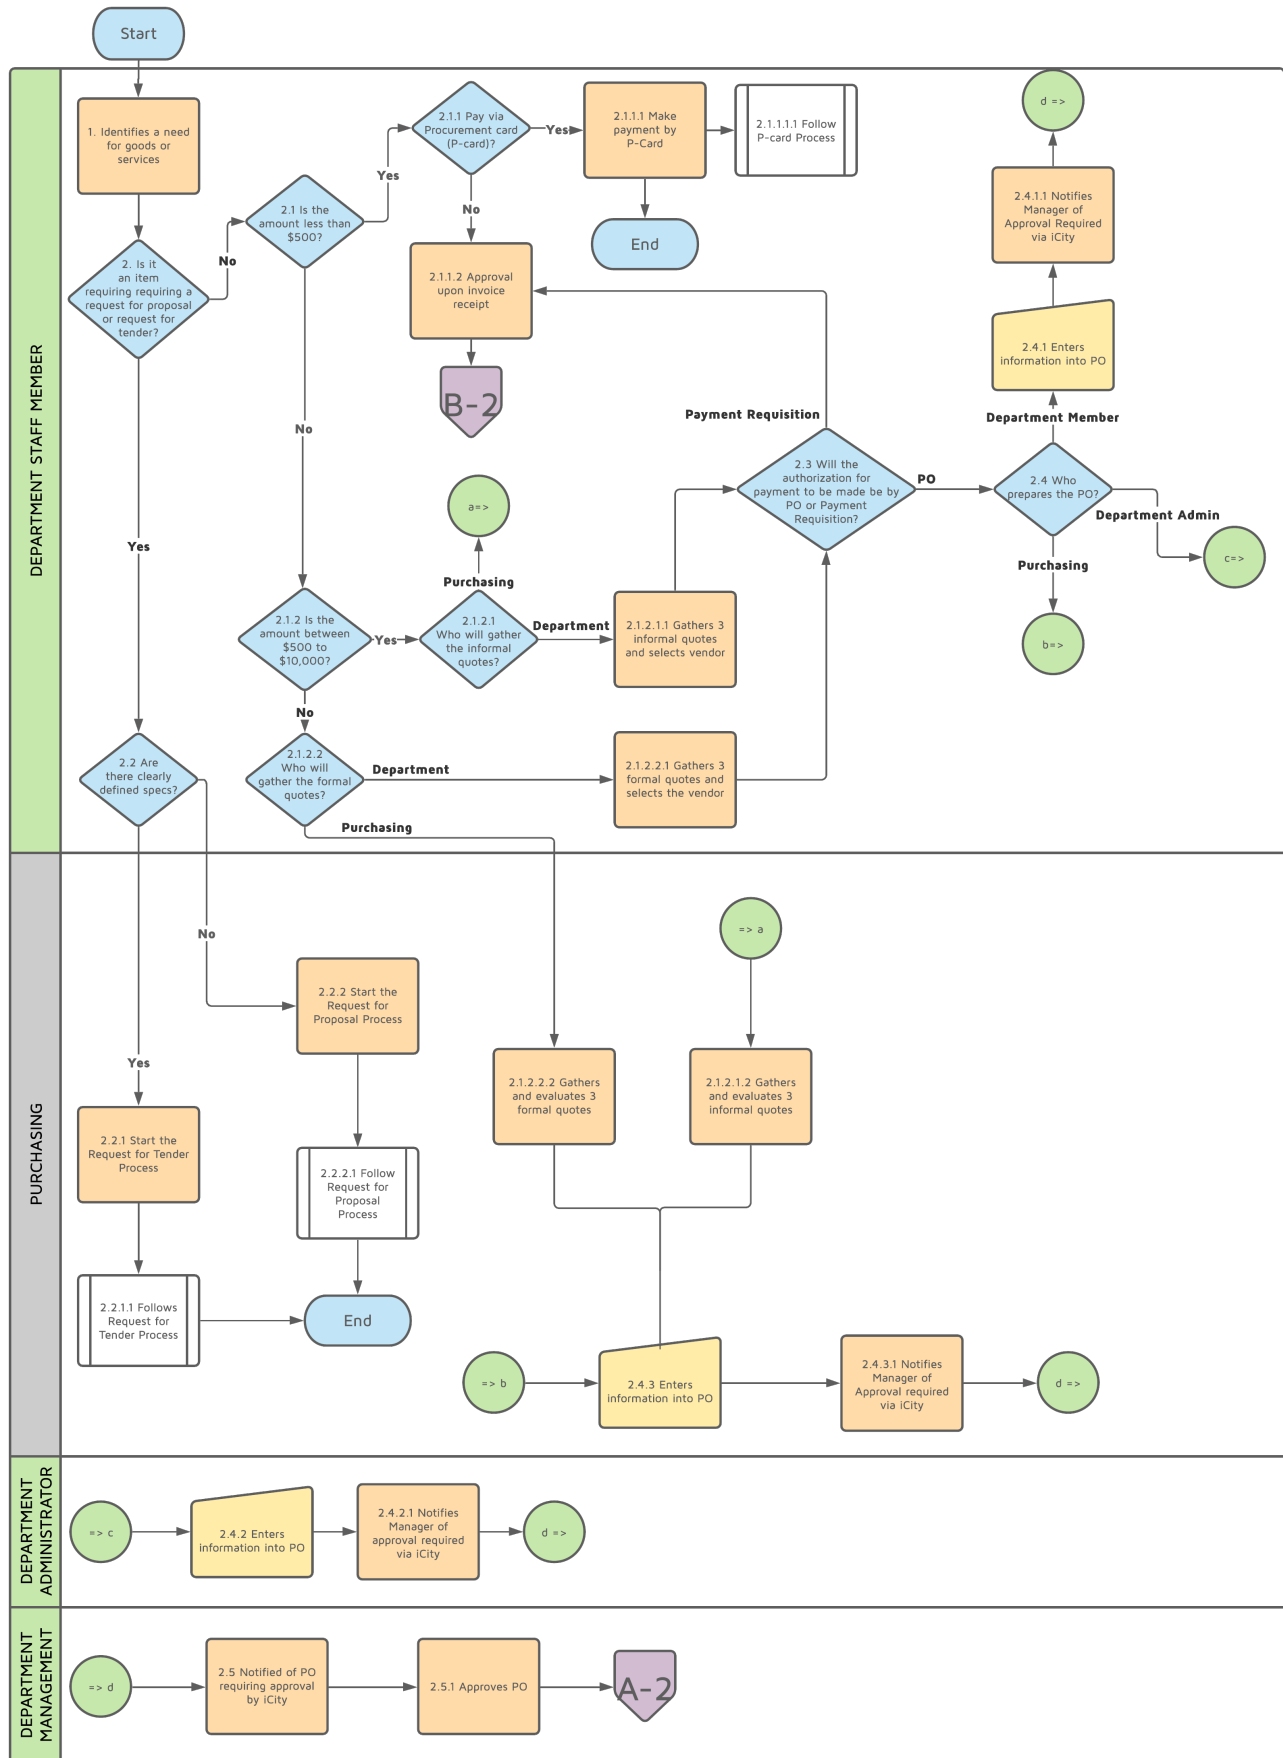 Start
DEPARTMENT STAFF MEMBER
1. Identifies a need
for goods or
services
2. Is it
an item
requiring requiring a
request for proposal
or request for
tender?
No
Yes
2.1 Is the
amount less than
$500?
Yes
No
2.1.1 Pay via
Procurement card
(P-card)?
Yes
No
2.1.1.1 Make
payment by
P-Card
2.1.1.1.1 Follow
P-card Process
End
2.1.1.2 Approval
upon invoice
receipt
B-2
d =>
2.4.1.1 Notifies
Manager of
Approval Required
via iCity
2.4.1 Enters
information into PO
Department Member
Payment Requisition
2.3 Will the
authorization for
payment to be made be by
PO or Payment
Requisition?
PO
2.4 Who
prepares the PO?
Department Admin
c=>
Purchasing
b=>
a=>
Purchasing
2.1.2 Is the
amount between
$500 to
$10,000?
Yes
No
2.1.2.1
Who will gather
the informal
quotes?
Department
2.1.2.1.1 Gathers 3
informal quotes
and selects vendor
2.2 Are
there clearly
defined specs?
2.1.2.2
Who will
gather the formal
quotes?
Department
2.1.2.2.1 Gathers 3
formal quotes and
selects the vendor
Purchasing
PURCHASING
No
Yes
=> a
2.2.2 Start the
Request for
Proposal Process
2.1.2.2.2 Gathers
and evaluates 3
formal quotes
2.1.2.1.2 Gathers
and evaluates 3
informal quotes
2.2.1 Start the
Request for Tender
Process
2.2.2.1 Follow
Request for
Proposal
Process
2.2.1.1 Follows
Request for
Tender Process
End
=> b
2.4.3 Enters
information into PO
2.4.3.1 Notifies
Manager of
Approval required
via iCity
d =>
DEPARTMENT
ADMINISTRATOR
=> c
2.4.2 Enters
information into PO
2.4.2.1 Notifies
Manager of
approval required
via iCity
d =>
DEPARTMENT
MANAGEMENT
=> d
2.5 Notified of PO
requiring approval
by iCity
2.5.1 Approves PO
A-2